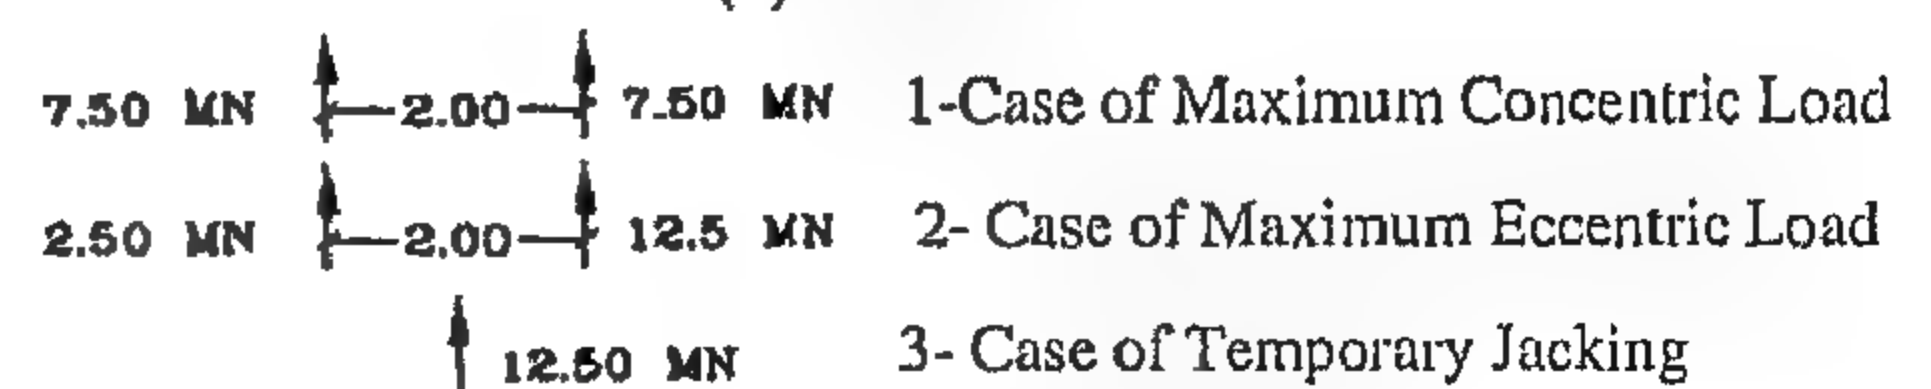 7.50 MN 2.00 7.50 MN 1-Case of Maximum Concentric Load
2.50 MN 2.00 12.5 MN 2- Case of Maximum Eccentric Load
12.50 MN 3- Case of Temporary Jacking